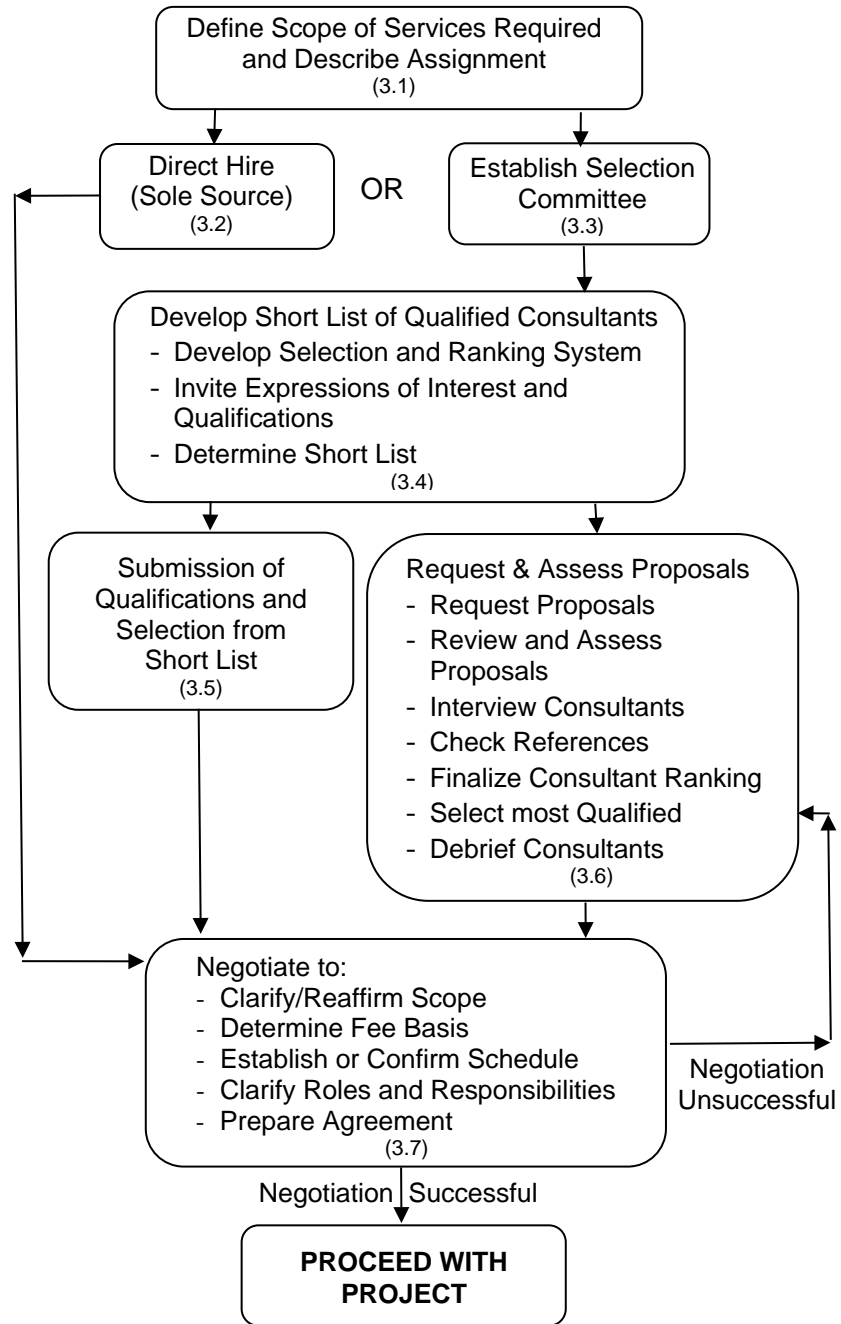 Define Scope of Services Required
and Describe Assignment
(3.1)
Direct Hire
(Sole Source)
(3.2)
OR
Establish Selection
Committee
(3.3)
Develop Short List of Qualified Consultants
- Develop Selection and Ranking System
- Invite Expressions of Interest and
Qualifications
- Determine Short List
(3.4)
Submission of
Qualifications and
Selection from
Short List
(3.5)
Request & Assess Proposals
- Request Proposals
- Review and Assess
Proposals
- Interview Consultants
- Check References
- Finalize Consultant Ranking
- Select most Qualified
- Debrief Consultants
(3.6)
Negotiate to:
- Clarify/Reaffirm Scope
- Determine Fee Basis
- Establish or Confirm Schedule
- Clarify Roles and Responsibilities
- Prepare Agreement
(3.7)
Negotiation
Unsuccessful
Negotiation Successful
PROCEED WITH
PROJECT